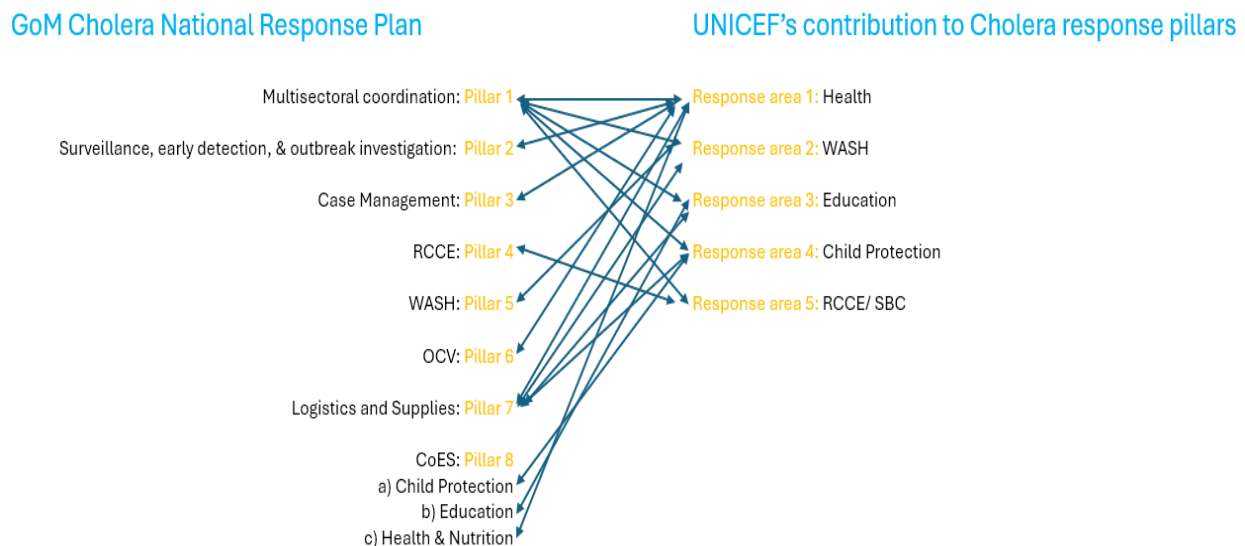 GoM Cholera National Response Plan
UNICEF's contribution to Cholera response pillars
Multisectoral coordination: Pillar 1
Response area 1: Health
Surveillance, early detection, & outbreak investigation: Pillar 2
Response area 2: WASH
Case Management: Pillar 3
Response area 3: Education
RCCE: Pillar 4
Response area 4: Child Protection
WASH: Pillar 5
Response area 5: RCCE/ SBC
OCV: Pillar 6
Logistics and Supplies: Pillar 7
CoES: Pillar 8
a) Child Protection
b) Education
c) Health & Nutrition